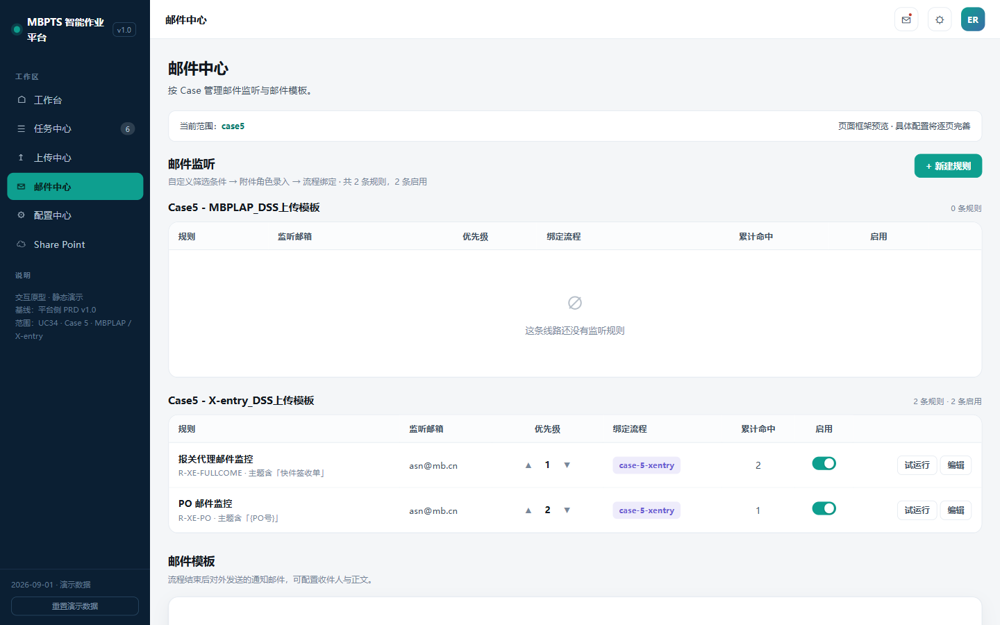 MBPTS 智能作业平台
v1.0
工作区
工作台
任务中心 6
上传中心
邮件中心
配置中心
Share Point
说明
交互原型 · 静态演示
基线：平台侧 PRD v1.0
范围：UC34 · Case 5 · MBPLAP /
X-entry
2026-09-01 · 演示数据
重置演示数据
邮件中心
ER
邮件中心
按 Case 管理邮件监听与邮件模板。
当前范围：case5
页面框架预览 · 具体配置将逐页完善
邮件监听
自定义筛选条件 → 附件角色录入 → 流程绑定 · 共 2 条规则，2 条启用
+ 新建规则
Case5 - MBPLAP_DSS上传模板
0 条规则
规则 监听邮箱 优先级 绑定流程 累计命中 启用
这条线路还没有监听规则
Case5 - X-entry_DSS上传模板
2 条规则 · 2 条启用
规则 监听邮箱 优先级 绑定流程 累计命中 启用
报关代理邮件监控
R-XE-FULLCOME · 主题含「快件签收单」
asn@mb.cn ▲ 1 ▼ case-5-xentry 2 试运行 编辑
PO 邮件监控
R-XE-PO · 主题含「{PO号}」
asn@mb.cn ▲ 2 ▼ case-5-xentry 1 试运行 编辑
邮件模板
流程结束后对外发送的通知邮件，可配置收件人与正文。